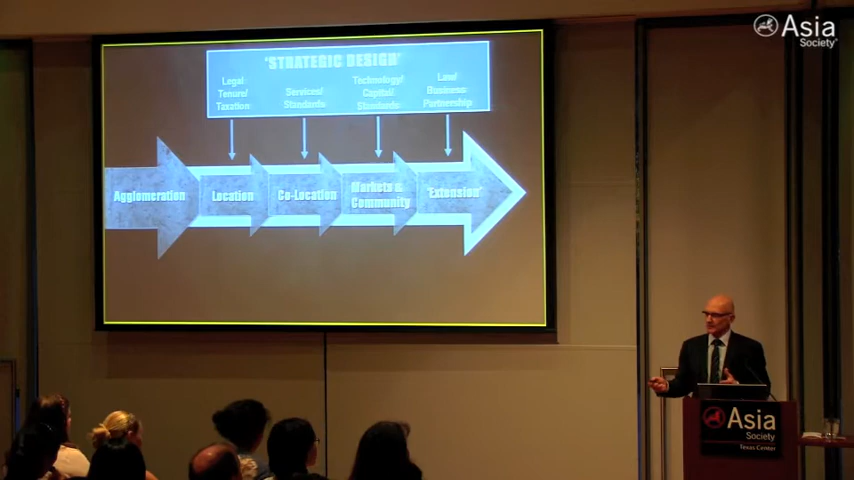 Asia
Society
'STRATEGIC DESIGN'
Legal
Tenure/
Taxation
Services/
Standards
Technology/
Capital/
Standards
Law/
Business
Partnership
Agglomeration
Location
Co-Location
Markets &
Community
'Extension'
Asia
Society
Texas Center